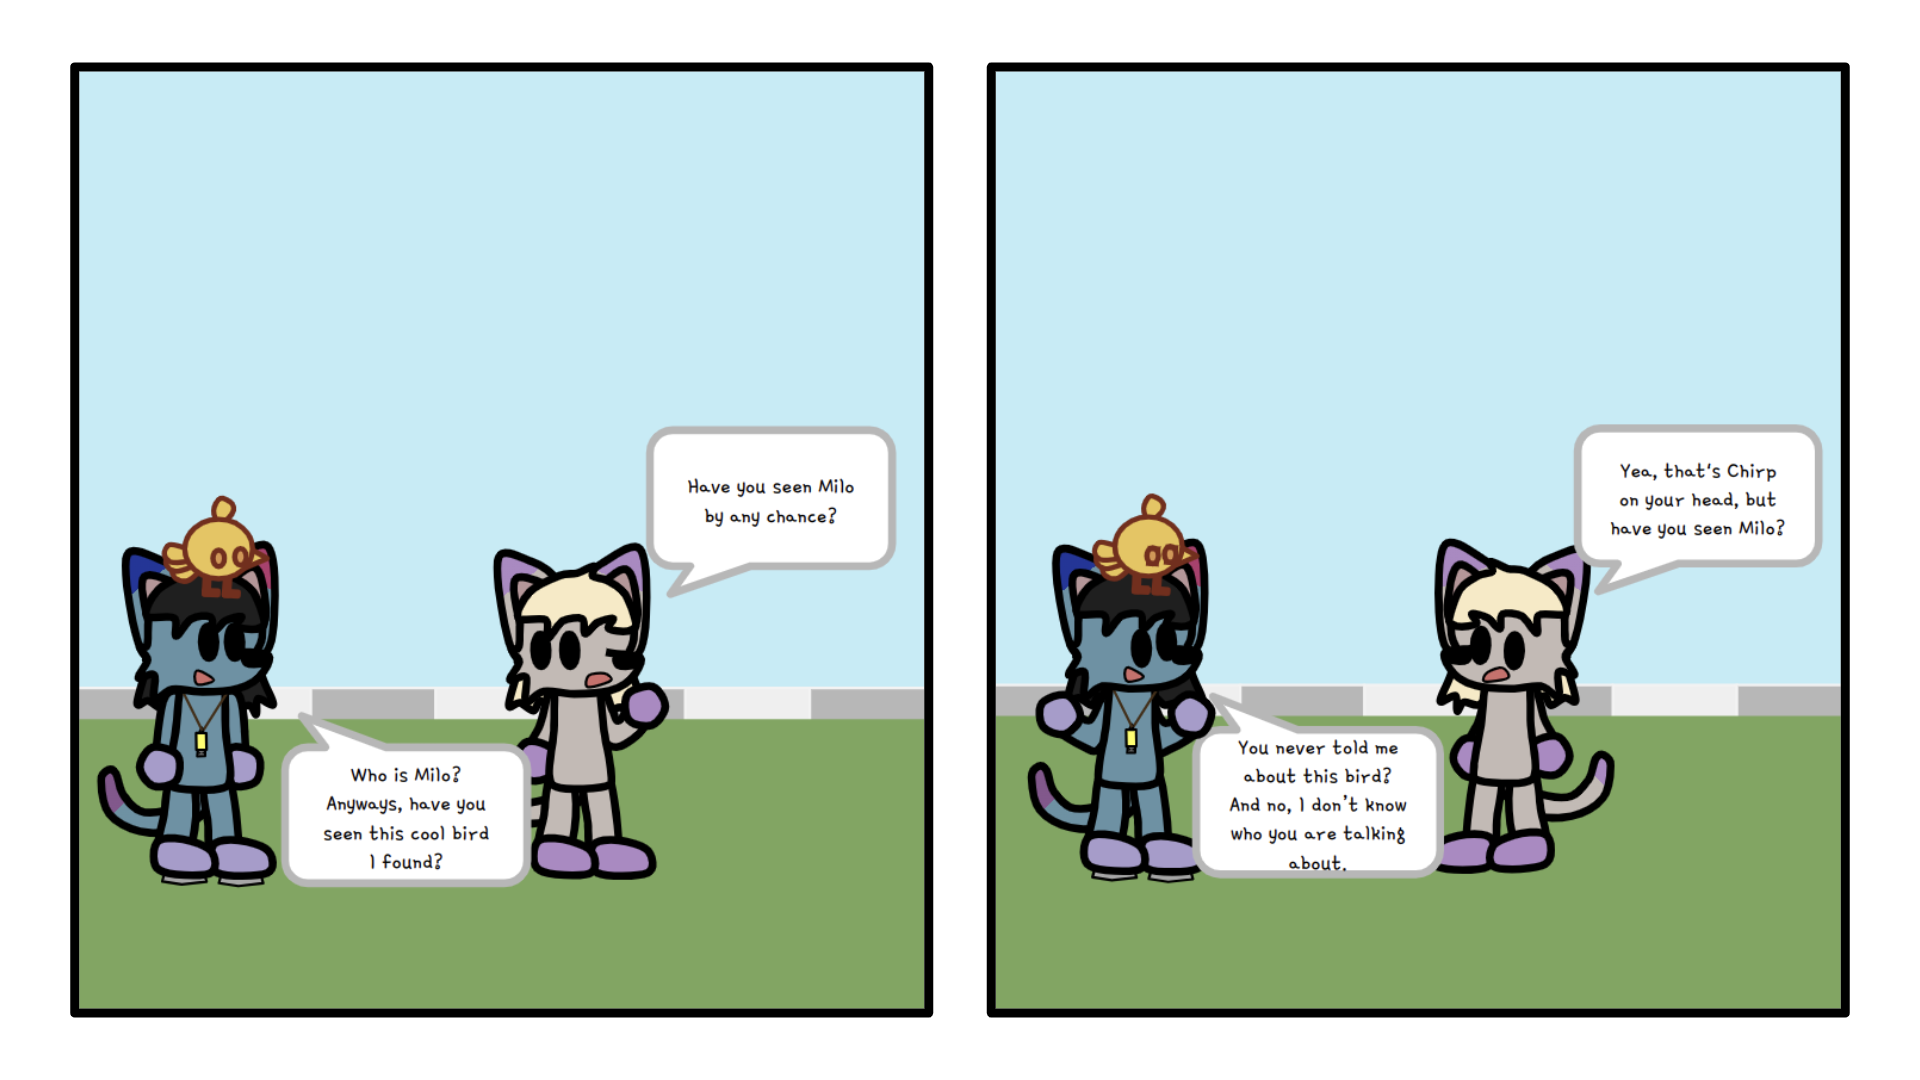 Have you seen Milo
by any chance?
Who is Milo?
Anyways, have you
seen this cool bird
I found?
Yea, that's Chirp
on your head, but
have you seen Milo?
You never told me
about this bird?
And no, I don't know
who you are talking
about.